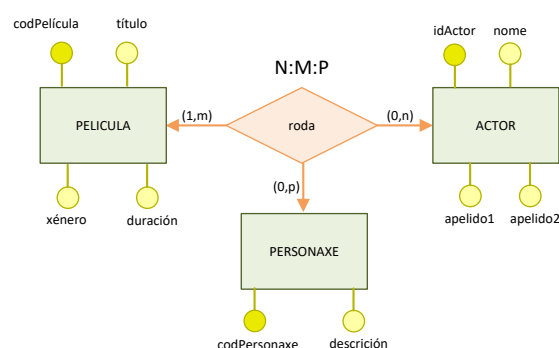 codPelícula
título
idActor
nome
N:M:P
PELICULA
(1,m)
roda
(0,n)
ACTOR
(0,p)
xénero
duración
apelido1
apelido2
PERSONAXE
codPersonaxe
descrición